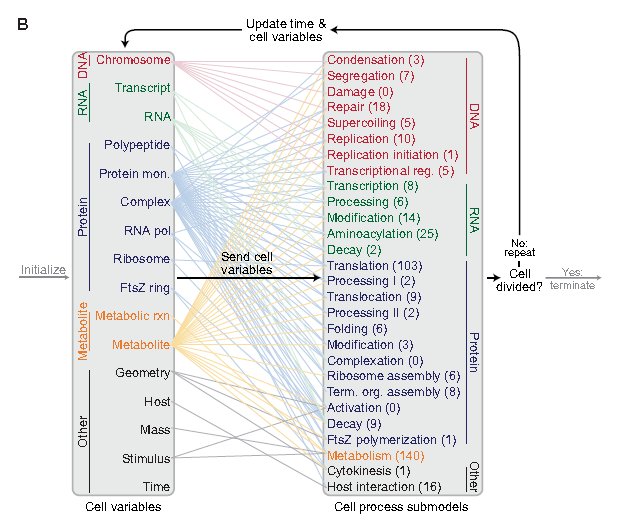 B
Update time &
cell variables
DNA
Chromosome
RNA
Transcript
RNA
Protein
Polypeptide
Protein mon.
Complex
RNA pol
Ribosome
FtsZ ring
Metabolite
Metabolic rxn
Metabolite
Other
Geometry
Host
Mass
Stimulus
Time
Cell variables
Initialize
Send cell
variables
Condensation (3)
Segregation (7)
Damage (0)
Repair (18)
Supercoiling (5)
Replication (10)
Replication initiation (1)
Transcriptional reg. (5)
DNA
Transcription (8)
Processing (6)
Modification (14)
Aminoacylation (25)
Decay (2)
RNA
Translation (103)
Processing I (2)
Translocation (9)
Processing II (2)
Folding (6)
Modification (3)
Complexation (0)
Ribosome assembly (6)
Term. org. assembly (8)
Activation (0)
Decay (9)
FtsZ polymerization (1)
Protein
Metabolism (140)
Cytokinesis (1)
Host interaction (16)
Other
Cell process submodels
No:
repeat
Cell
divided?
Yes:
terminate